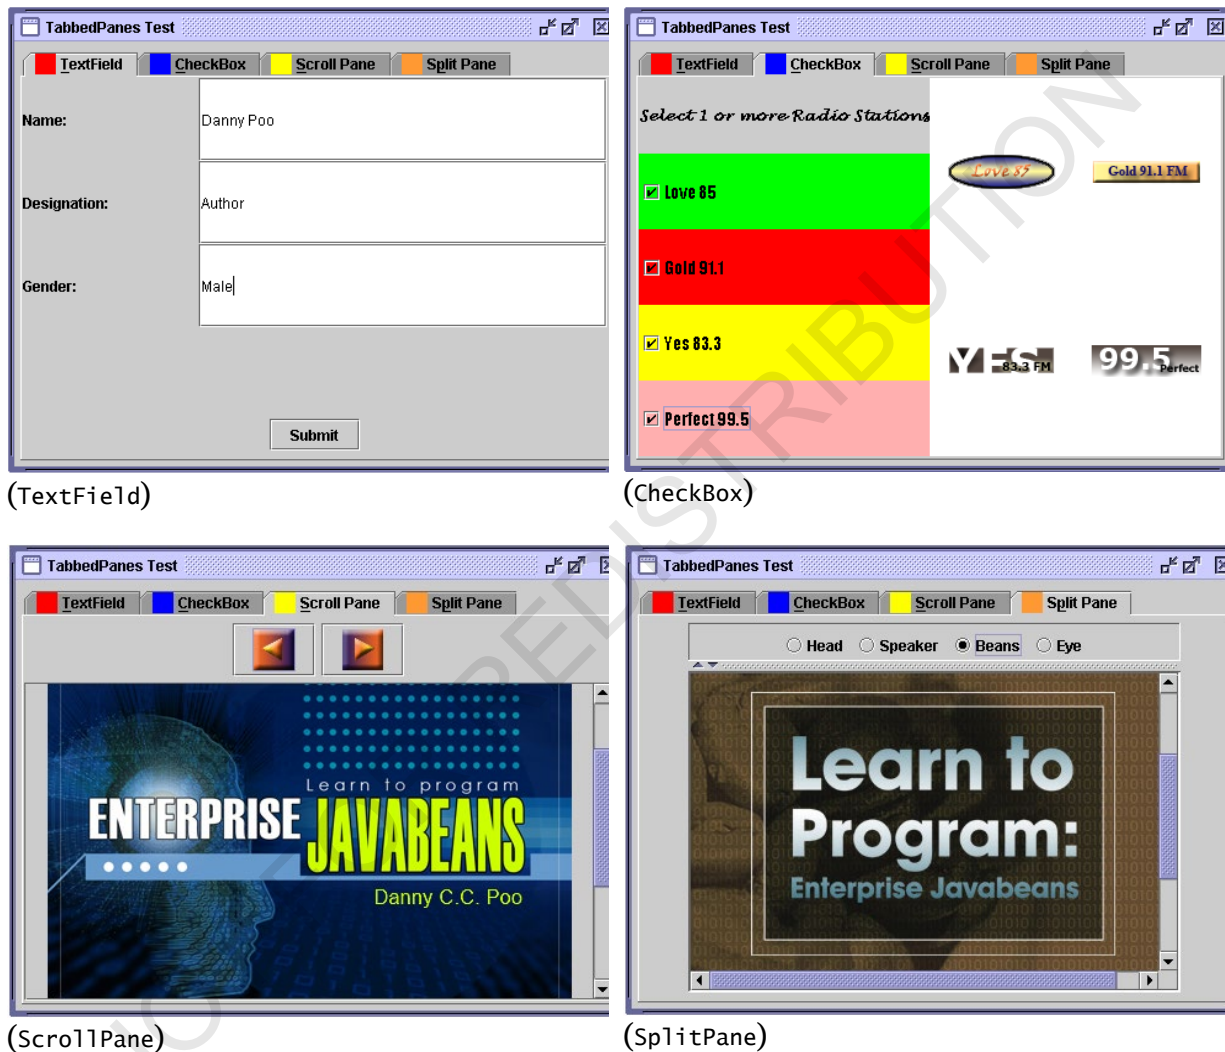 TabbedPanes Test
TextField CheckBox Scroll Pane Split Pane
Name: Danny Poo
Designation: Author
Gender: Male
Submit
(TextField)
TabbedPanes Test
TextField CheckBox Scroll Pane Split Pane
Select 1 or more Radio Stations
Love 85
Gold 91.1
Yes 83.3
Perfect 99.5
Love 85
Gold 91.1 FM
YES
83.3 FM
99.5
Perfect
(CheckBox)
TabbedPanes Test
TextField CheckBox Scroll Pane Split Pane
Learn to program
ENTERPRISE JAVABEANS
Danny C.C. Poo
(ScrollPane)
TabbedPanes Test
TextField CheckBox Scroll Pane Split Pane
Head Speaker Beans Eye
Learn to
Program:
Enterprise Javabeans
(SplitPane)
REDISTRIBUTION